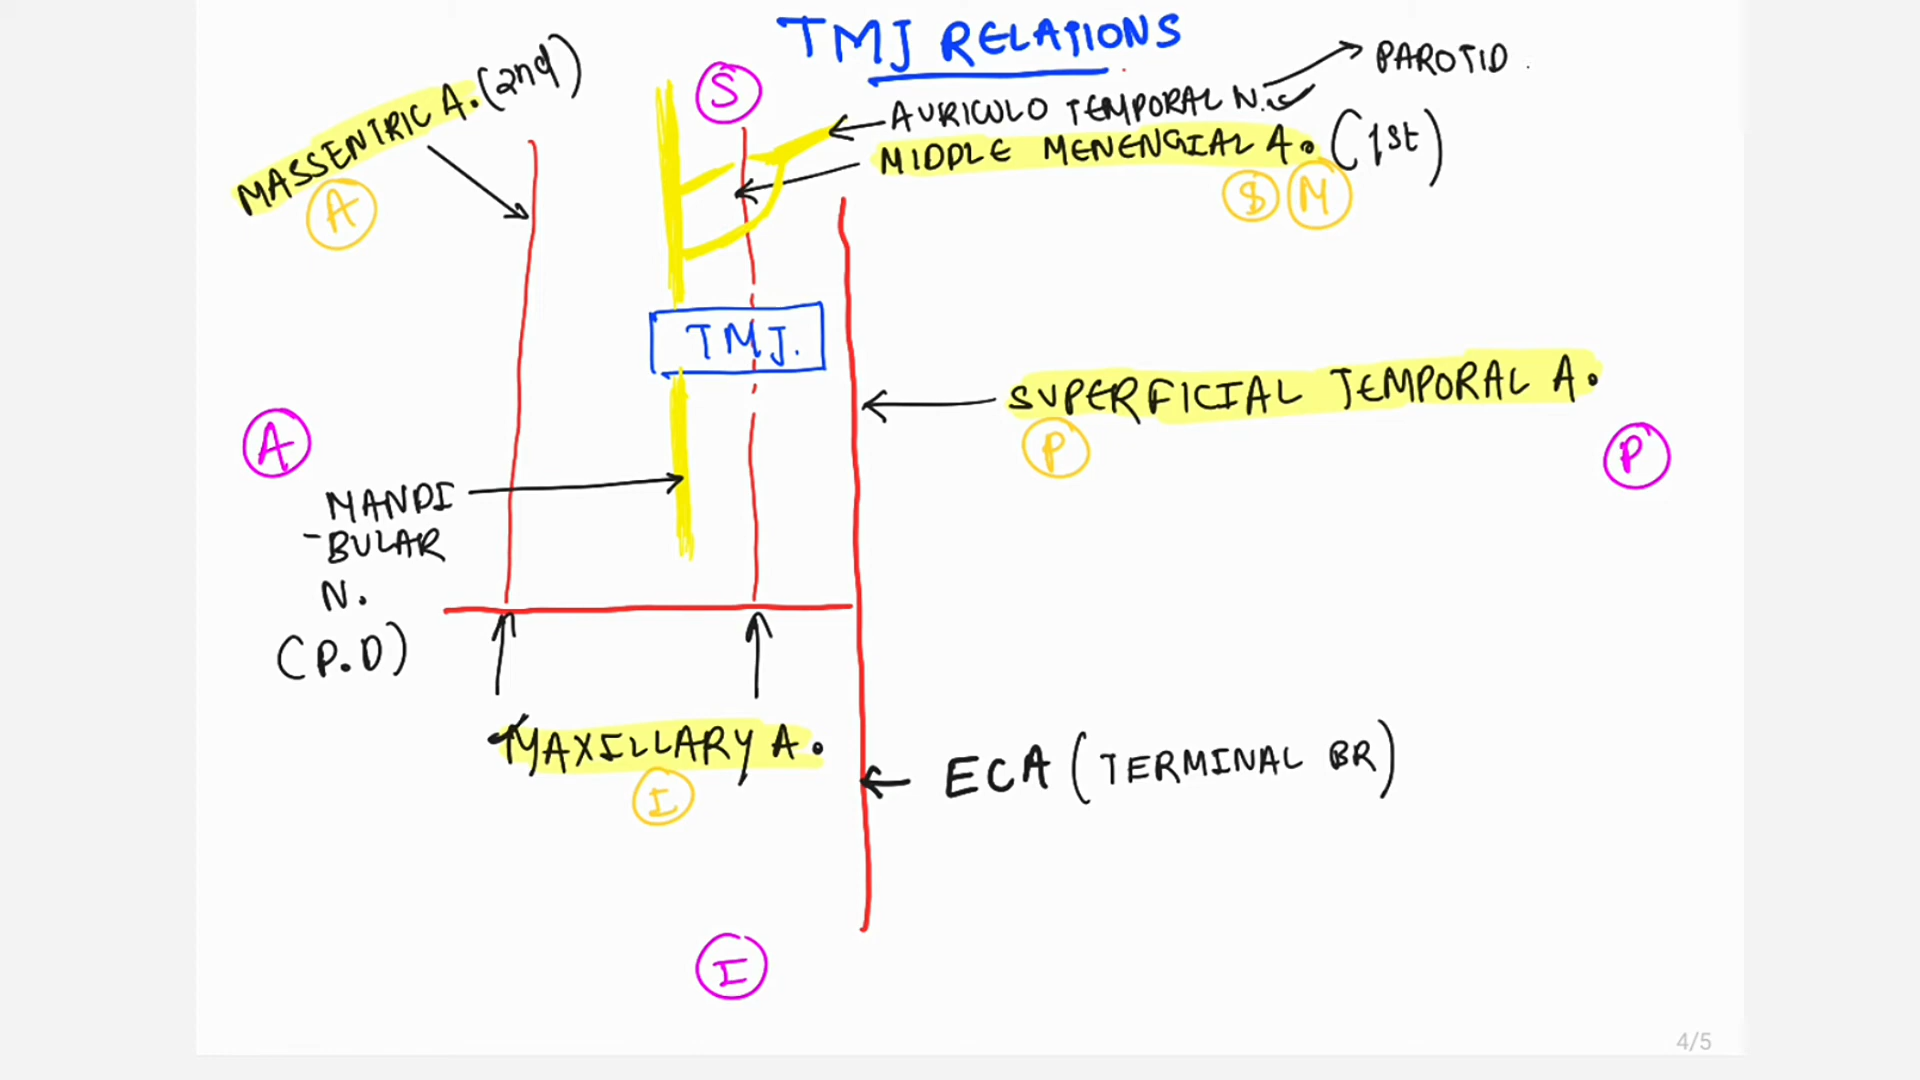 TMJ RELATIONS
PAROTID
S
AURICULO TEMPORAL N.
MASSENTRIC A. (2nd)
A
MIDDLE MENENGIAL A. (1st)
S M
TMJ.
SUPERFICIAL TEMPORAL A.
P
P
A
MANDI
-BULAR
N.
(P.D)
MAXILLARY A.
I
ECA (TERMINAL BR)
I
4/5